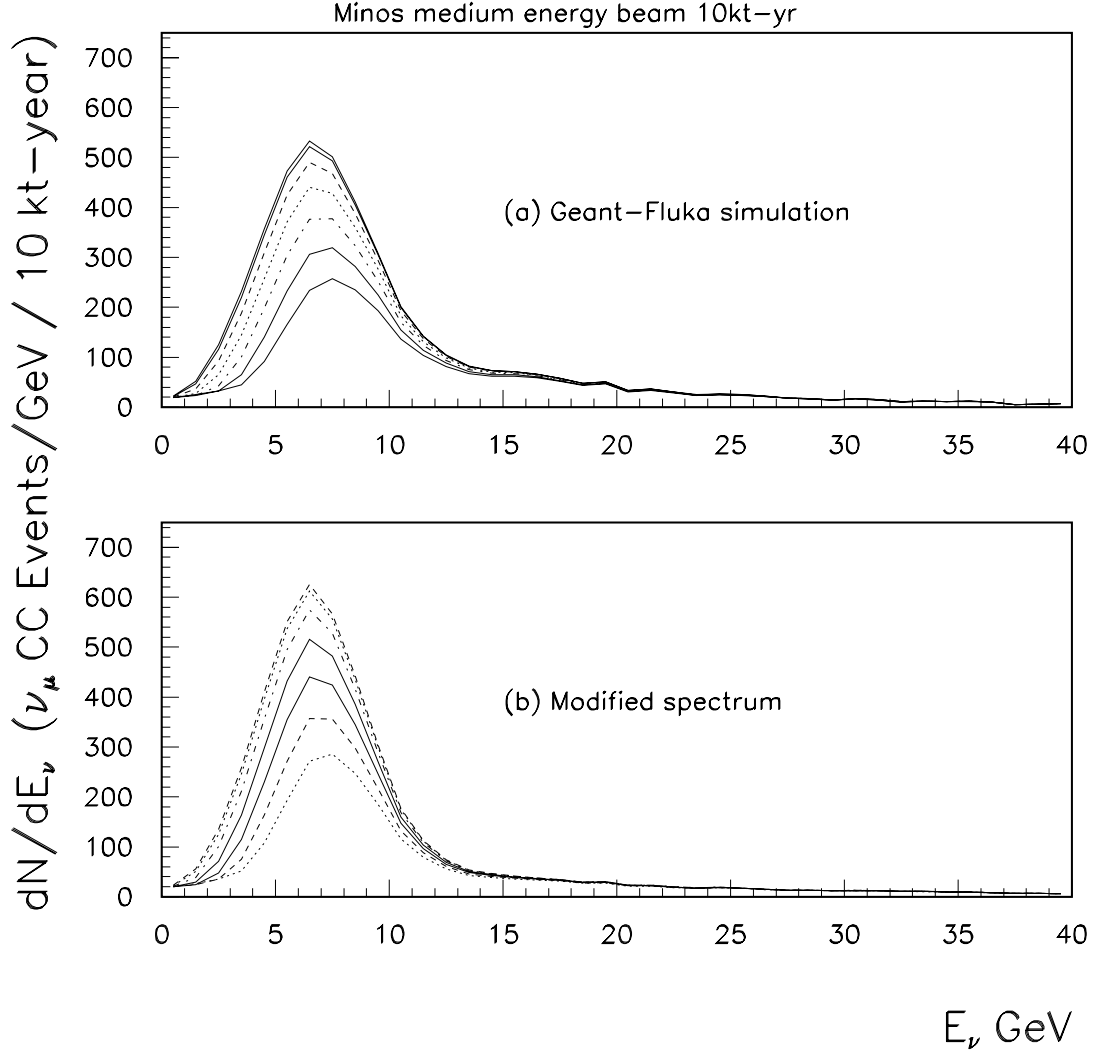 Minos medium energy beam 10kt-yr
dN/dEν (νμ CC Events/GeV / 10 kt-year)
700
600
500
400
300
200
100
0
(a) Geant-Fluka simulation
0 5 10 15 20 25 30 35 40
700
600
500
400
300
200
100
0
(b) Modified spectrum
0 5 10 15 20 25 30 35 40
Eν GeV